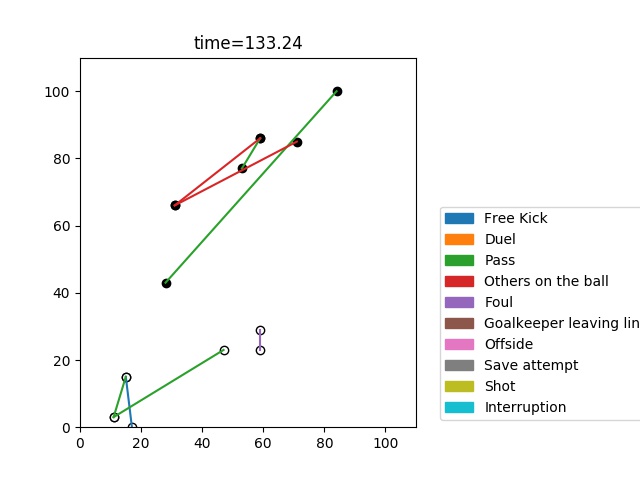 time=133.24
100
80
60
40
20
0
0 20 40 60 80 100
Free Kick
Duel
Pass
Others on the ball
Foul
Goalkeeper leaving lin
Offside
Save attempt
Shot
Interruption